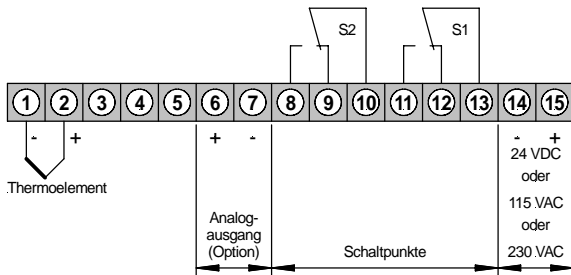 S2 S1
1 2 3 4 5 6 7 8 9 10 11 12 13 14 15
- + + - - +
Thermoelement
Analog-
ausgang
(Option)
Schaltpunkte
24 VDC
oder
115 VAC
oder
230 VAC